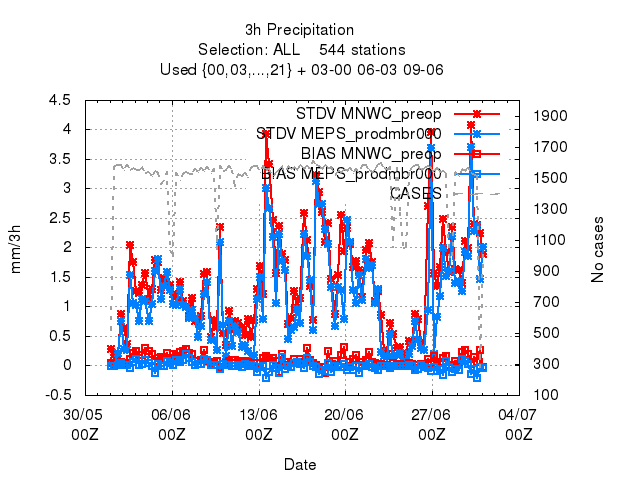 3h Precipitation
Selection: ALL    544 stations
Used {00,03,...,21} + 03-00 06-03 09-06
4.5
4
3.5
3
2.5
2
1.5
1
0.5
0
-0.5
1900
1700
1500
1300
1100
900
700
500
300
100
STDV MNWC_preop
STDV MEPS_prodmbr000
BIAS MNWC_preop
BIAS MEPS_prodmbr000
CASES
mm/3h
No cases
30/05 06/06 13/06 20/06 27/06 04/07
00Z 00Z 00Z 00Z 00Z 00Z
Date